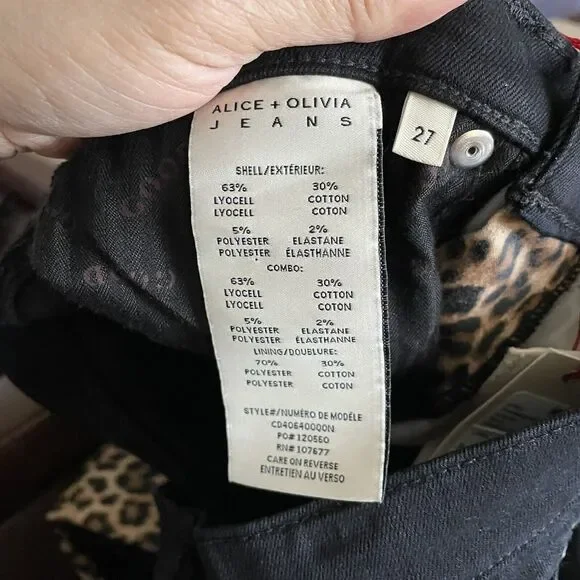 ALICE + OLIVIA
JEANS
27
SHELL/EXTÉRIEUR:
63% 30%
LYOCELL COTTON
LYOCELL COTON
5% 2%
POLYESTER ELASTANE
POLYESTER ÉLASTHANNE
COMBO:
63% 30%
LYOCELL COTTON
LYOCELL COTON
5% 2%
POLYESTER ELASTANE
POLYESTER ÉLASTHANNE
LINING/DOUBLURE:
70% 30%
POLYESTER COTTON
POLYESTER COTON
STYLE#/NUMÉRO DE MODÈLE
CD406400Q0N
PO#120560
RN#107677
CARE ON REVERSE
ENTRETIEN AU VERSO